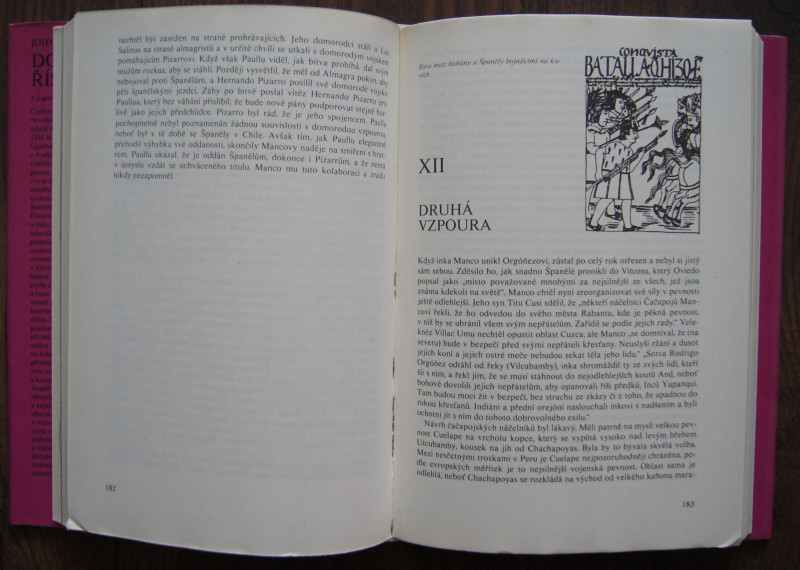 JOHN
nechtěl být zastižen na straně prohrávajících. Jeho domorodci stáli u Las
Salinas na straně almagristů a v určité chvíli se utkali s domorodým vojskem
pomáhajícím Pizarrovi. Když však Paullu viděl, jak bitva probíhá, dal svým
mužům rozkaz, aby se stáhli. Později vysvětlil, že měl od Almagra pokyn, aby
nebojoval proti Španělům, a Hernando Pizarro posílil své domorodé vojsko
pěti španělskými jezdci. Záhy po bitvě poslal vítěz Hernando Pizarro pro
Paullua, který bez váhání přislíbil, že bude nové pány podporovat stejně hor-
livě jako jejich předchůdce. Pizarro byl rád, že je jeho spojencem. Paullu
pochopitelně nebyl poznamenán žádnou souvislostí s domorodou vzpourou,
neboť byl v té době se Španěly v Chile. Avšak tím, jak Paullu elegantně
přehodil výhybku své oddanosti, skončily Mancovy naděje na smíření s brat-
rem. Paullu ukázal, že je oddán Španělům, dokonce i Pizarrům, a že nemá
v úmyslu vzdát se uchváceného titulu. Manco mu tuto kolaboraci a zradu
nikdy nezapomněl.
182
Bitva mezi Indiány a Španěly bojujícími na ko-
ních
CONQVISTA
BATALLA
XII
DRUHÁ
VZPOURA
Když inka Manco unikl Orgóñezovi, zůstal po celý rok otřesen a nebyl si jistý
sám sebou. Zděsilo ho, jak snadno Španělé pronikli do Vitcosu, který Oviedo
popsal jako „místo považované mnohými za nejsilnější ze všech, jež jsou
známa kdekoli na světě“. Manco chtěl nyní zreorganizovat své síly v pevnosti
ještě odlehlejší. Jeho syn Titu Cusi sdělil, že „někteří náčelníci Čačapojů Man-
covi řekli, že ho odvedou do svého města Rabantu, kde je pěkná pevnost,
v níž by se ubránil všem svým nepřátelům. Zařídil se podle jejich rady.“ Vele-
kněz Villac Umu nechtěl opustit oblast Cuzca, ale Manco „se domníval, že (na
severu) bude v bezpečí před svými nepřáteli křesťany. Neuslyší ržání a dusot
jejich koní a jejich ostré meče nebudou sekat těla jeho lidu.“ „Sotva Rodrigo
Orgóñez odtáhl od řeky (Vilcabamby), inka shromáždil ty ze svých lidí, kteří
šli s ním, a řekl jim, že se musí stáhnout do nejodlehlejších koutů And, neboť
bohové dovolili jejich nepřátelům, aby opanovali říši předků, Inců Yupanqui.
Tam budou moci žít v bezpečí, bez strachu ze zkázy či z toho, že upadnou do
rukou křesťanů. Indiáni a přední orejóni naslouchali inkovi s nadšením a byli
ochotni jít s ním do tohoto dobrovolného exilu.“
Návrh čačapojských náčelníků byl lákavý. Měli patrně na mysli velkou pev-
nost Cuelape na vrcholu kopce, který se vypíná vysoko nad levým břehem
Utcubamby, kousek na jih od Chachapoyas. Byla by to bývala skvělá volba.
Mezi nesčetnými troskami v Peru je Cuelape nejpozoruhodněji chráněna, po-
dle evropských měřítek je to nejsilnější vojenská pevnost. Oblast sama je
odlehlá, neboť Chachapoyas se rozkládá na východ od velkého kaňonu mara-
183